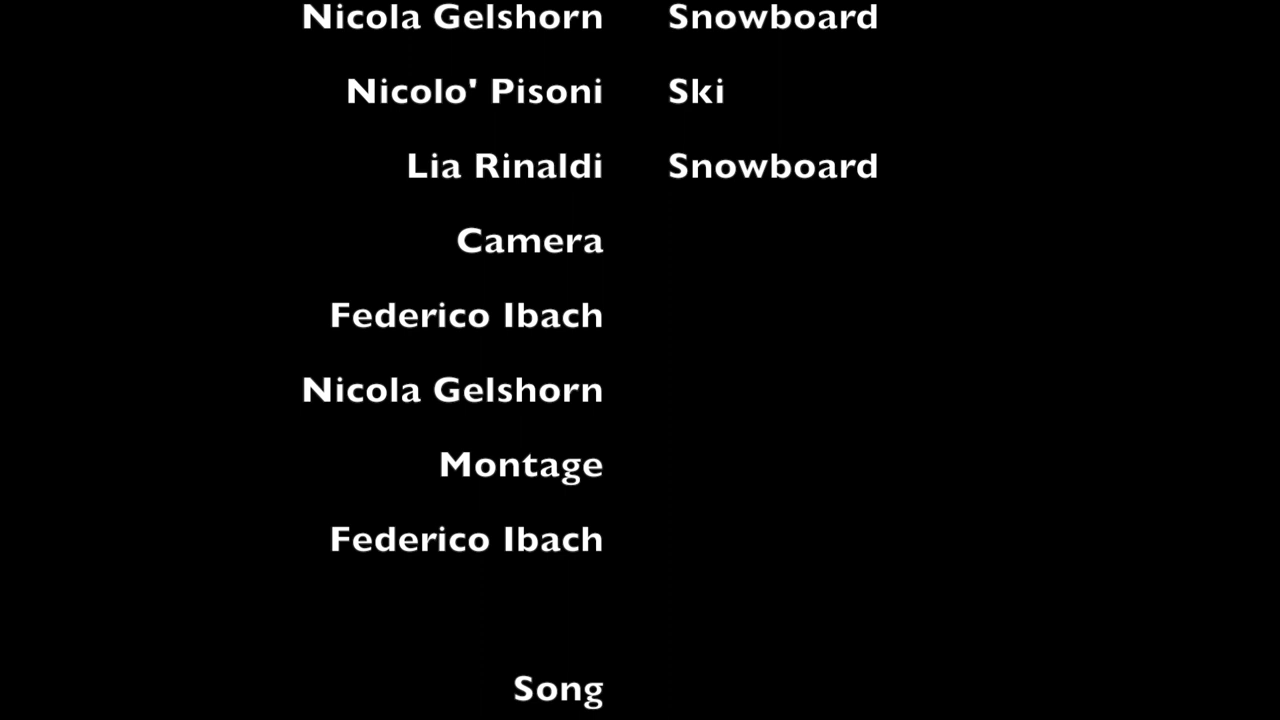 Nicola Gelshorn Snowboard
Nicolo' Pisoni Ski
Lia Rinaldi Snowboard
Camera
Federico Ibach
Nicola Gelshorn
Montage
Federico Ibach
Song